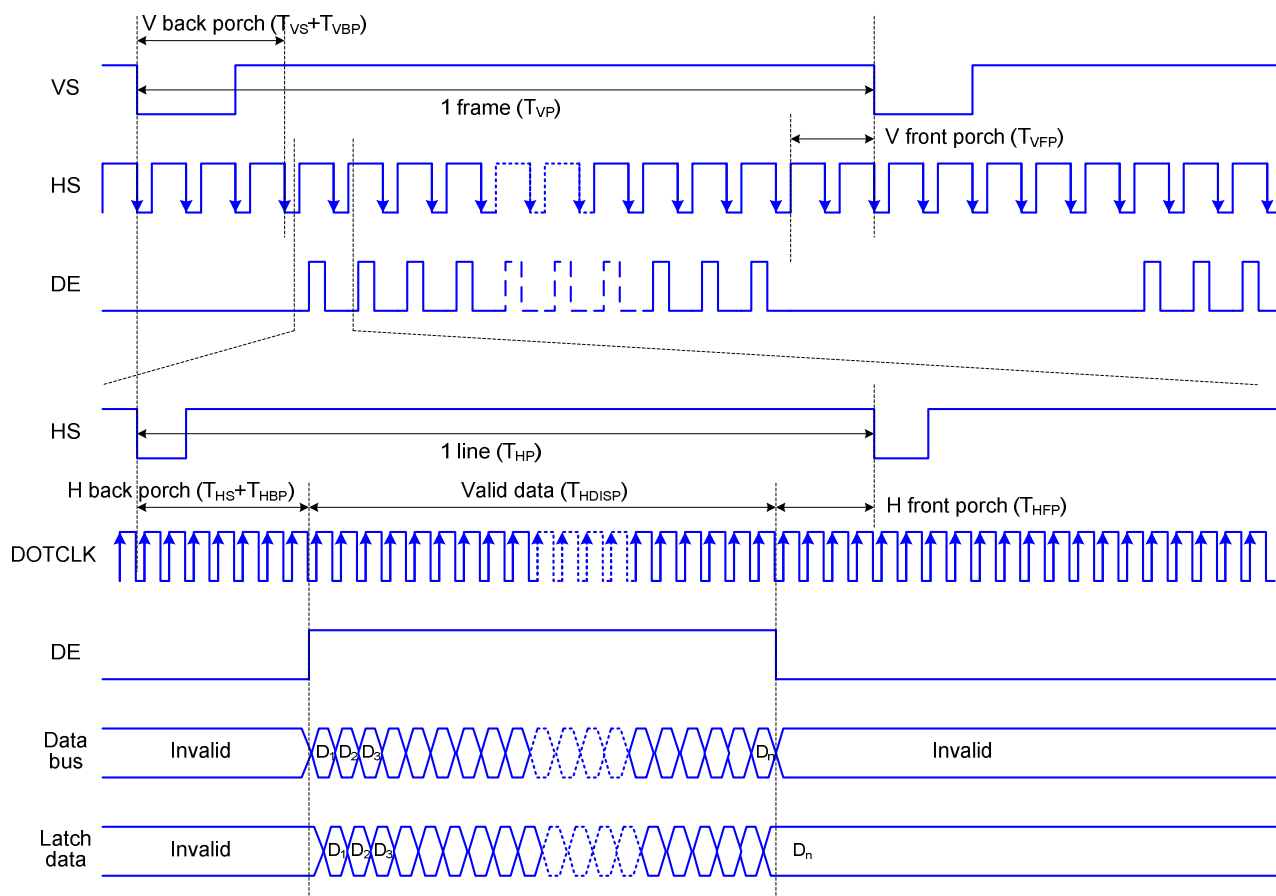 V back porch (TVS+TVBP)
VS
1 frame (TVP)
V front porch (TVFP)
HS
DE
HS
1 line (THP)
H back porch (THS+THBP)
Valid data (THDISP)
H front porch (THFP)
DOTCLK
DE
Data
bus
Invalid
D1 D2 D3
Dn
Invalid
Latch
data
Invalid
D1 D2 D3
Dn